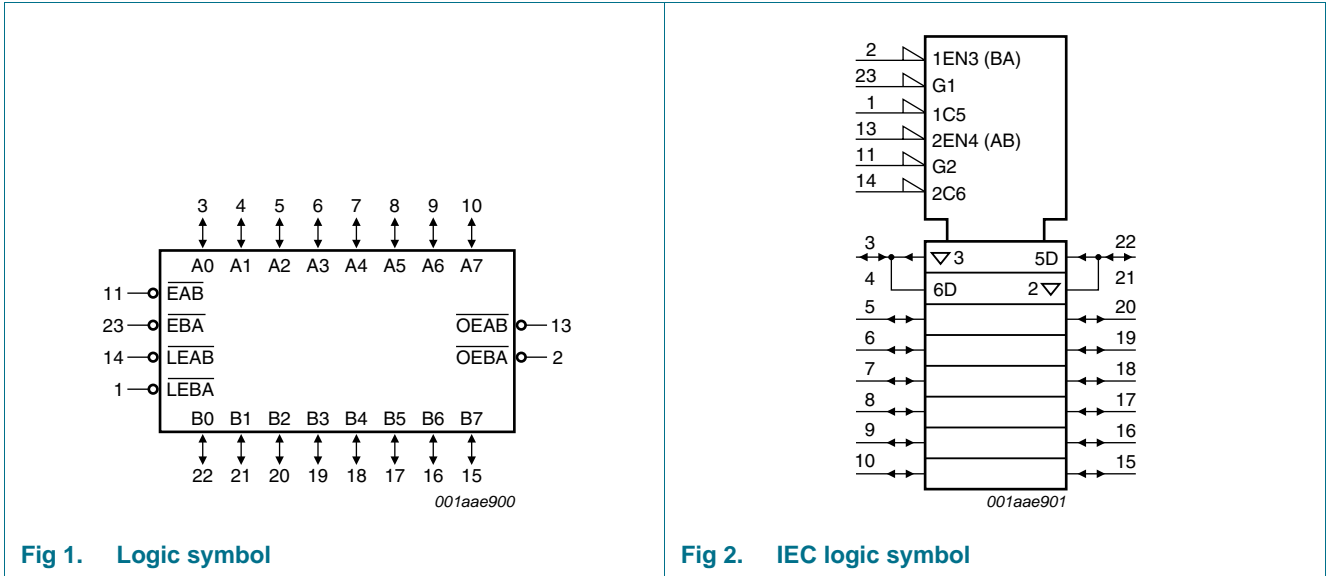 3 4 5 6 7 8 9 10
A0 A1 A2 A3 A4 A5 A6 A7
11 EAB
23 EBA OEAB 13
14 LEAB OEBA 2
1 LEBA
B0 B1 B2 B3 B4 B5 B6 B7
22 21 20 19 18 17 16 15
001aae900
Fig 1. Logic symbol
2 1EN3 (BA)
23 G1
1 1C5
13 2EN4 (AB)
11 G2
14 2C6
3 ▽3 5D 22
4 6D 2▽ 21
5 20
6 19
7 18
8 17
9 16
10 15
001aae901
Fig 2. IEC logic symbol